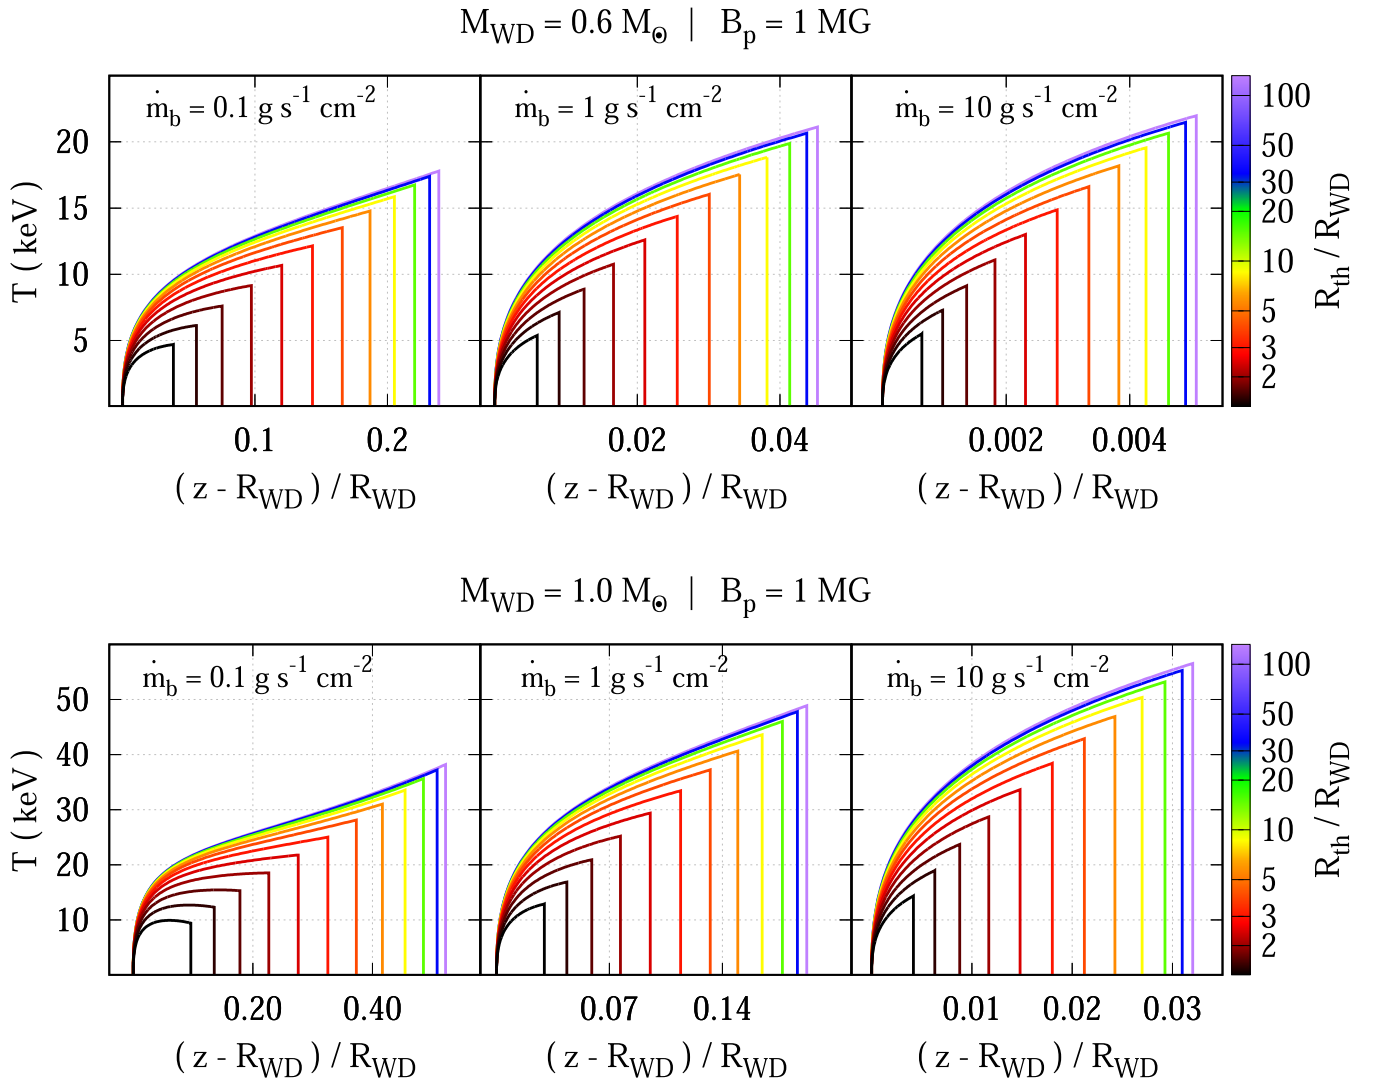 M_WD = 0.6 M_⊙ | B_p = 1 MG
ṁ_b = 0.1 g s^-1 cm^-2
ṁ_b = 1 g s^-1 cm^-2
ṁ_b = 10 g s^-1 cm^-2
T ( keV )
20
15
10
5
0.1 0.2
0.02 0.04
0.002 0.004
( z - R_WD ) / R_WD
( z - R_WD ) / R_WD
( z - R_WD ) / R_WD
100
50
30
20
10
5
3
2
R_th / R_WD
M_WD = 1.0 M_⊙ | B_p = 1 MG
ṁ_b = 0.1 g s^-1 cm^-2
ṁ_b = 1 g s^-1 cm^-2
ṁ_b = 10 g s^-1 cm^-2
T ( keV )
50
40
30
20
10
0.20 0.40
0.07 0.14
0.01 0.02 0.03
( z - R_WD ) / R_WD
( z - R_WD ) / R_WD
( z - R_WD ) / R_WD
100
50
30
20
10
5
3
2
R_th / R_WD